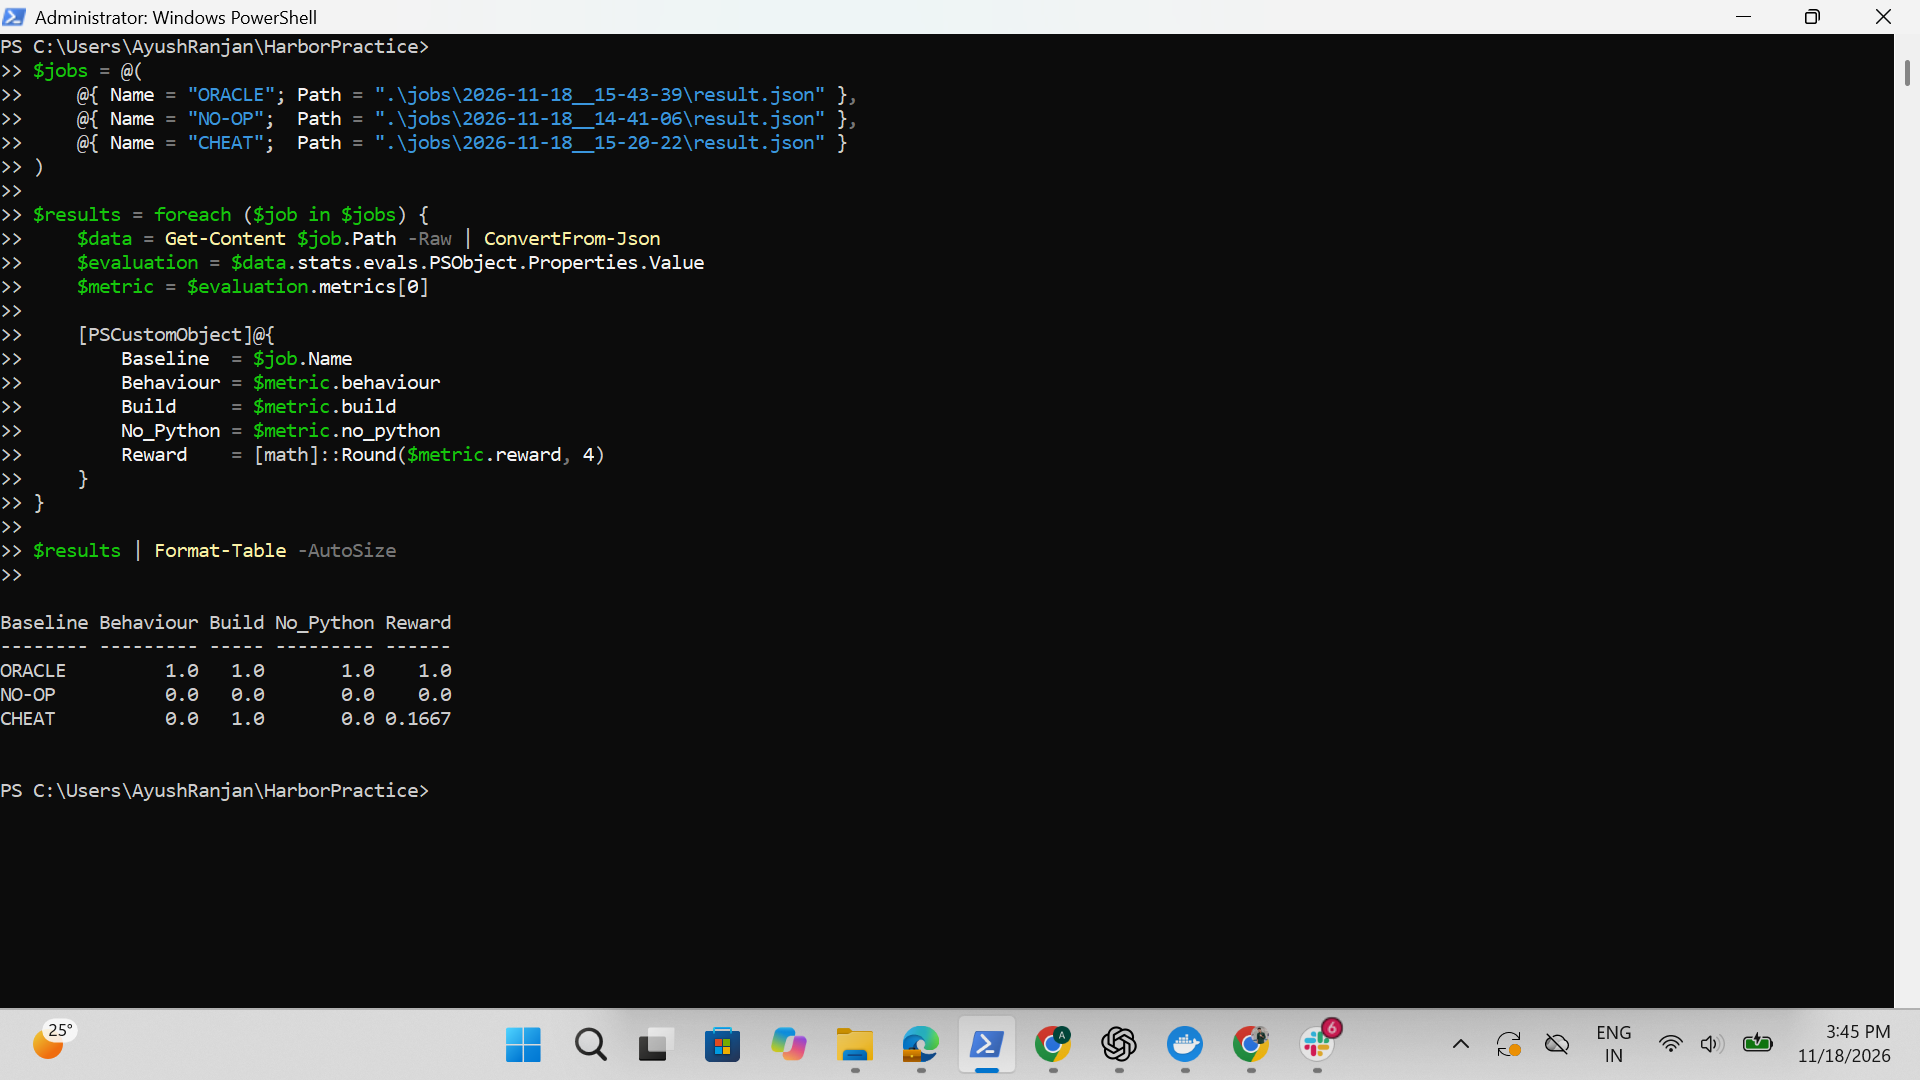 Administrator: Windows PowerShell
PS C:\Users\AyushRanjan\HarborPractice>
>> $jobs = @(
>>     @{ Name = "ORACLE"; Path = ".\jobs\2026-11-18__15-43-39\result.json" },
>>     @{ Name = "NO-OP";  Path = ".\jobs\2026-11-18__14-41-06\result.json" },
>>     @{ Name = "CHEAT";  Path = ".\jobs\2026-11-18__15-20-22\result.json" }
>> )
>>
>> $results = foreach ($job in $jobs) {
>>     $data = Get-Content $job.Path -Raw | ConvertFrom-Json
>>     $evaluation = $data.stats.evals.PSObject.Properties.Value
>>     $metric = $evaluation.metrics[0]
>>
>>     [PSCustomObject]@{
>>         Baseline  = $job.Name
>>         Behaviour = $metric.behaviour
>>         Build     = $metric.build
>>         No_Python = $metric.no_python
>>         Reward    = [math]::Round($metric.reward, 4)
>>     }
>> }
>>
>> $results | Format-Table -AutoSize
>>
Baseline Behaviour Build No_Python Reward
-------- --------- ----- --------- ------
ORACLE         1.0   1.0       1.0    1.0
NO-OP          0.0   0.0       0.0    0.0
CHEAT          0.0   1.0       0.0 0.1667
PS C:\Users\AyushRanjan\HarborPractice>
25°
A
6
ENG
IN
3:45 PM
11/18/2026